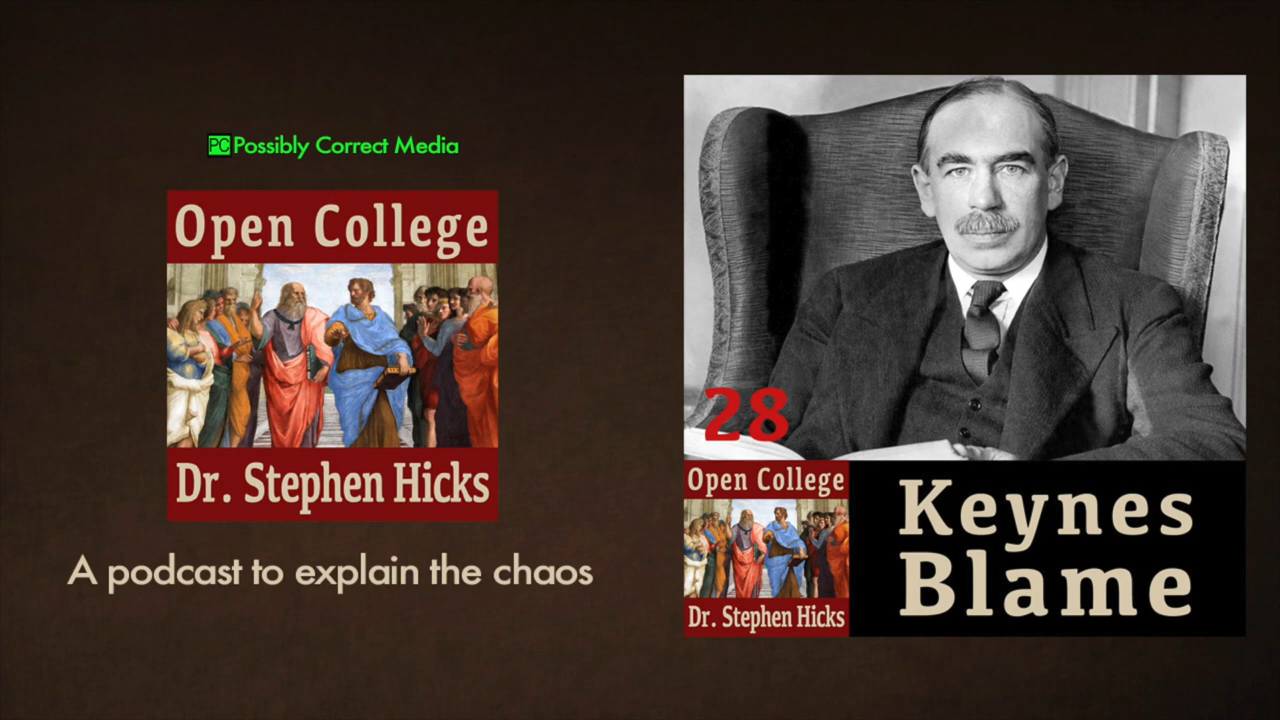 PC Possibly Correct Media
Open College
Dr. Stephen Hicks
A podcast to explain the chaos
28
Open College
Dr. Stephen Hicks
Keynes
Blame